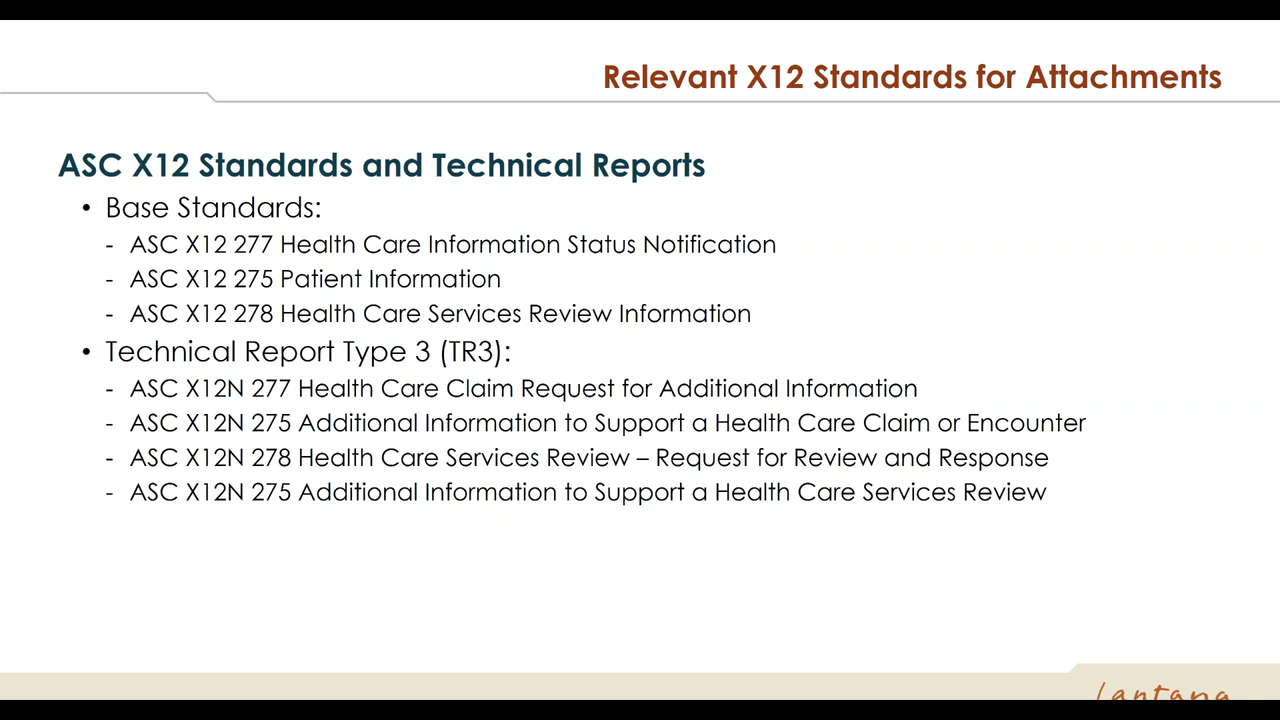 Relevant X12 Standards for Attachments
ASC X12 Standards and Technical Reports
• Base Standards:
- ASC X12 277 Health Care Information Status Notification
- ASC X12 275 Patient Information
- ASC X12 278 Health Care Services Review Information
• Technical Report Type 3 (TR3):
- ASC X12N 277 Health Care Claim Request for Additional Information
- ASC X12N 275 Additional Information to Support a Health Care Claim or Encounter
- ASC X12N 278 Health Care Services Review – Request for Review and Response
- ASC X12N 275 Additional Information to Support a Health Care Services Review
Lantana